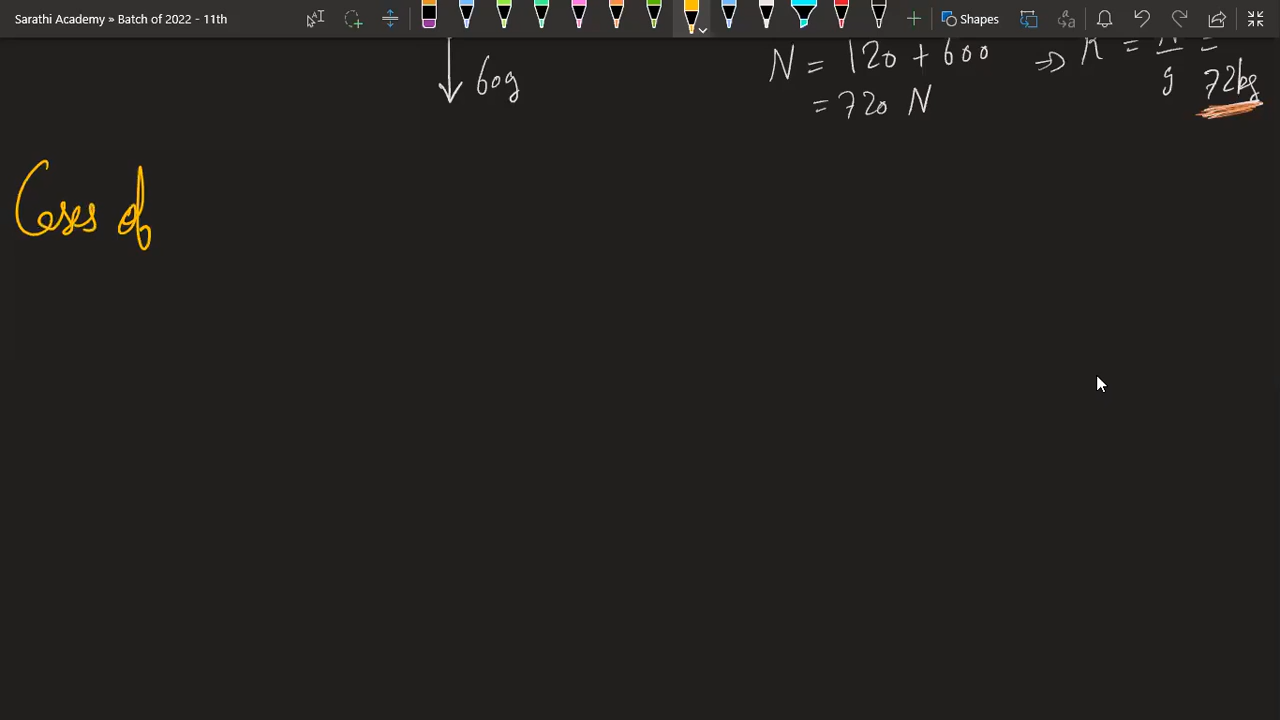 Sarathi Academy » Batch of 2022 - 11th
Shapes
60g
N = 120 + 600
= 720 N
⇒ R = N/g = 72kg
Cases of